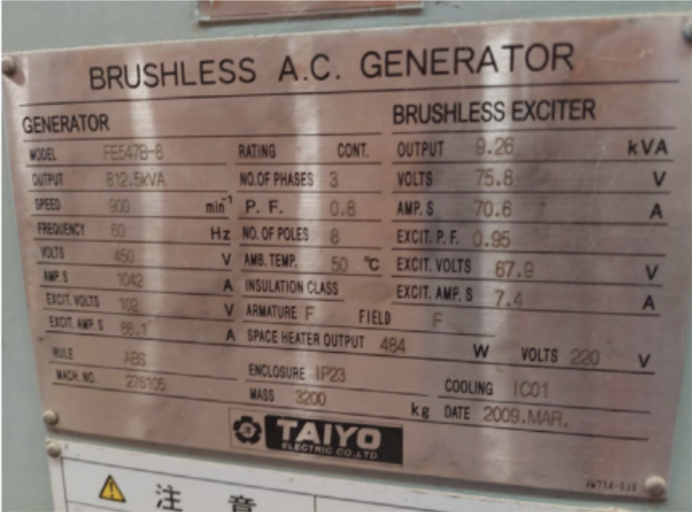 BRUSHLESS A.C. GENERATOR
GENERATOR
MODEL FE547B-8
OUTPUT 812.5kVA
SPEED 900 min-1
FREQUENCY 60 Hz
VOLTS 450 V
AMP.S 1042 A
EXCIT. VOLTS 102 V
EXCIT. AMP.S 88.1 A
RULE ABS
MACH. NO. 276105
RATING CONT.
NO.OF PHASES 3
P. F. 0.8
NO. OF POLES 8
AMB. TEMP. 50 °C
INSULATION CLASS
ARMATURE F FIELD F
SPACE HEATER OUTPUT 484 W VOLTS 220 V
ENCLOSURE IP23
MASS 3200 kg
BRUSHLESS EXCITER
OUTPUT 9.26 kVA
VOLTS 75.8 V
AMP.S 70.6 A
EXCIT. P.F. 0.95
EXCIT. VOLTS 67.9 V
EXCIT. AMP.S 7.4 A
COOLING IC01
DATE 2009.MAR.
TAIYO
ELECTRIC CO.,LTD
注 意